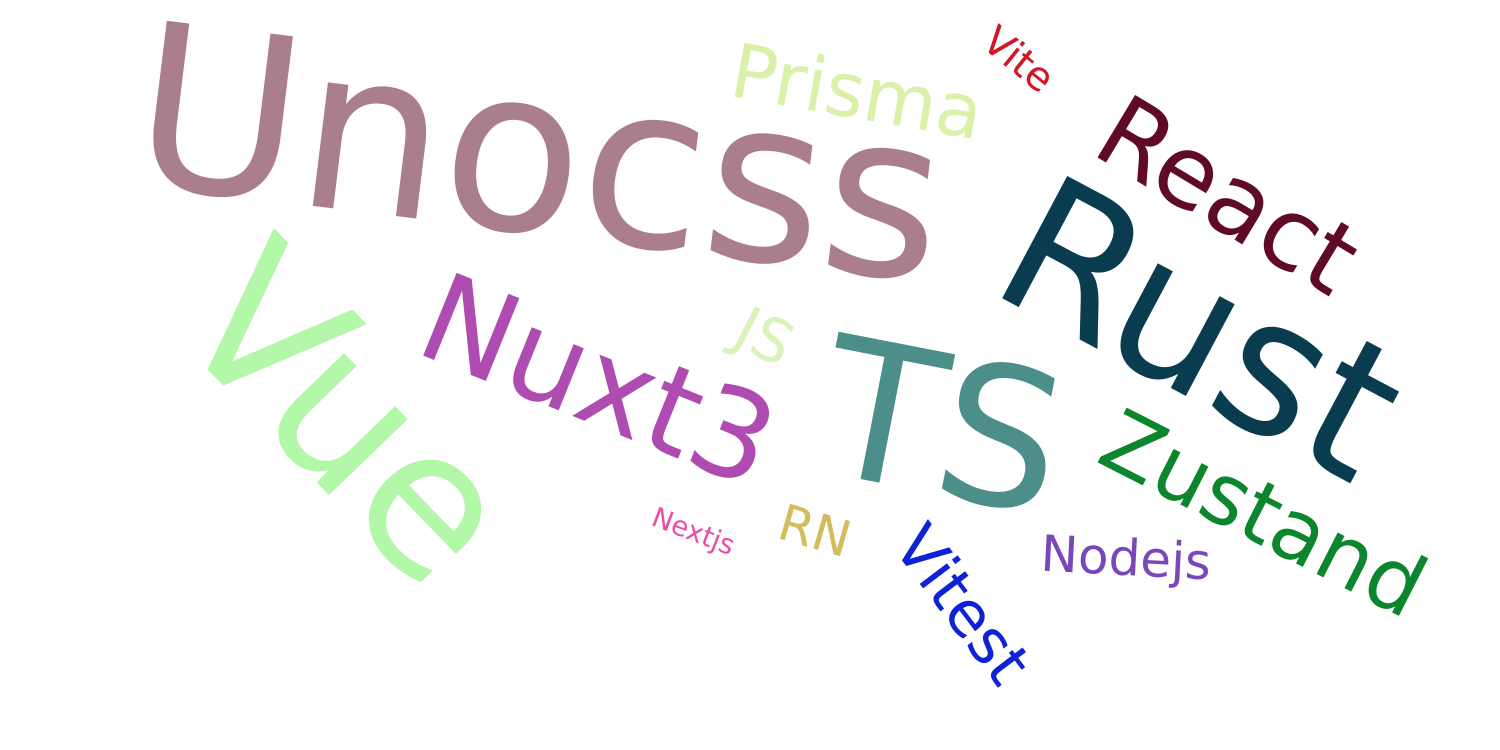 Unocss
Prisma
Vite
React
Rust
Vue
Nuxt3
JS
TS
Zustand
Nextjs
RN
Vitest
Nodejs